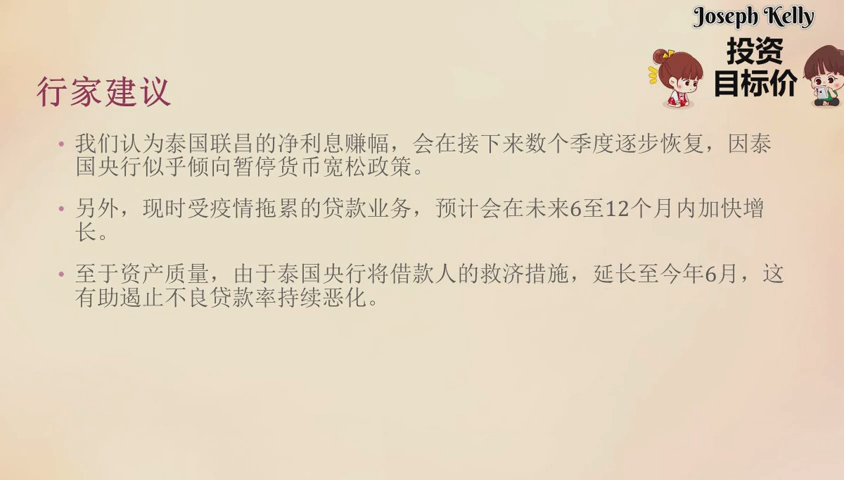 Joseph Kelly
投资
目标价
行家建议
• 我们认为泰国联昌的净利息赚幅，会在接下来数个季度逐步恢复，因泰
国央行似乎倾向暂停货币宽松政策。
• 另外，现时受疫情拖累的贷款业务，预计会在未来6至12个月内加快增
长。
• 至于资产质量，由于泰国央行将借款人的救济措施，延长至今年6月，这
有助遏止不良贷款率持续恶化。